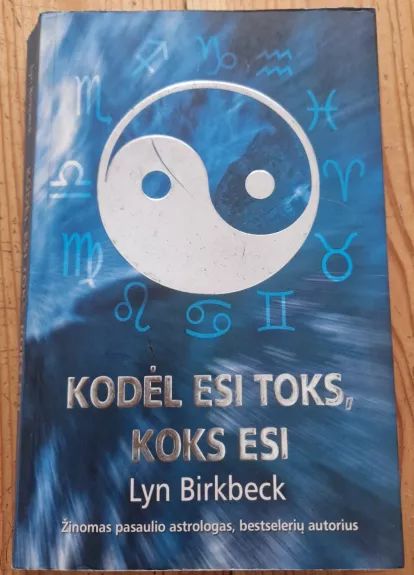 KODĖL ESI TOKS,
KOKS ESI
Lyn Birkbeck
Žinomas pasaulio astrologas, bestselerių autorius